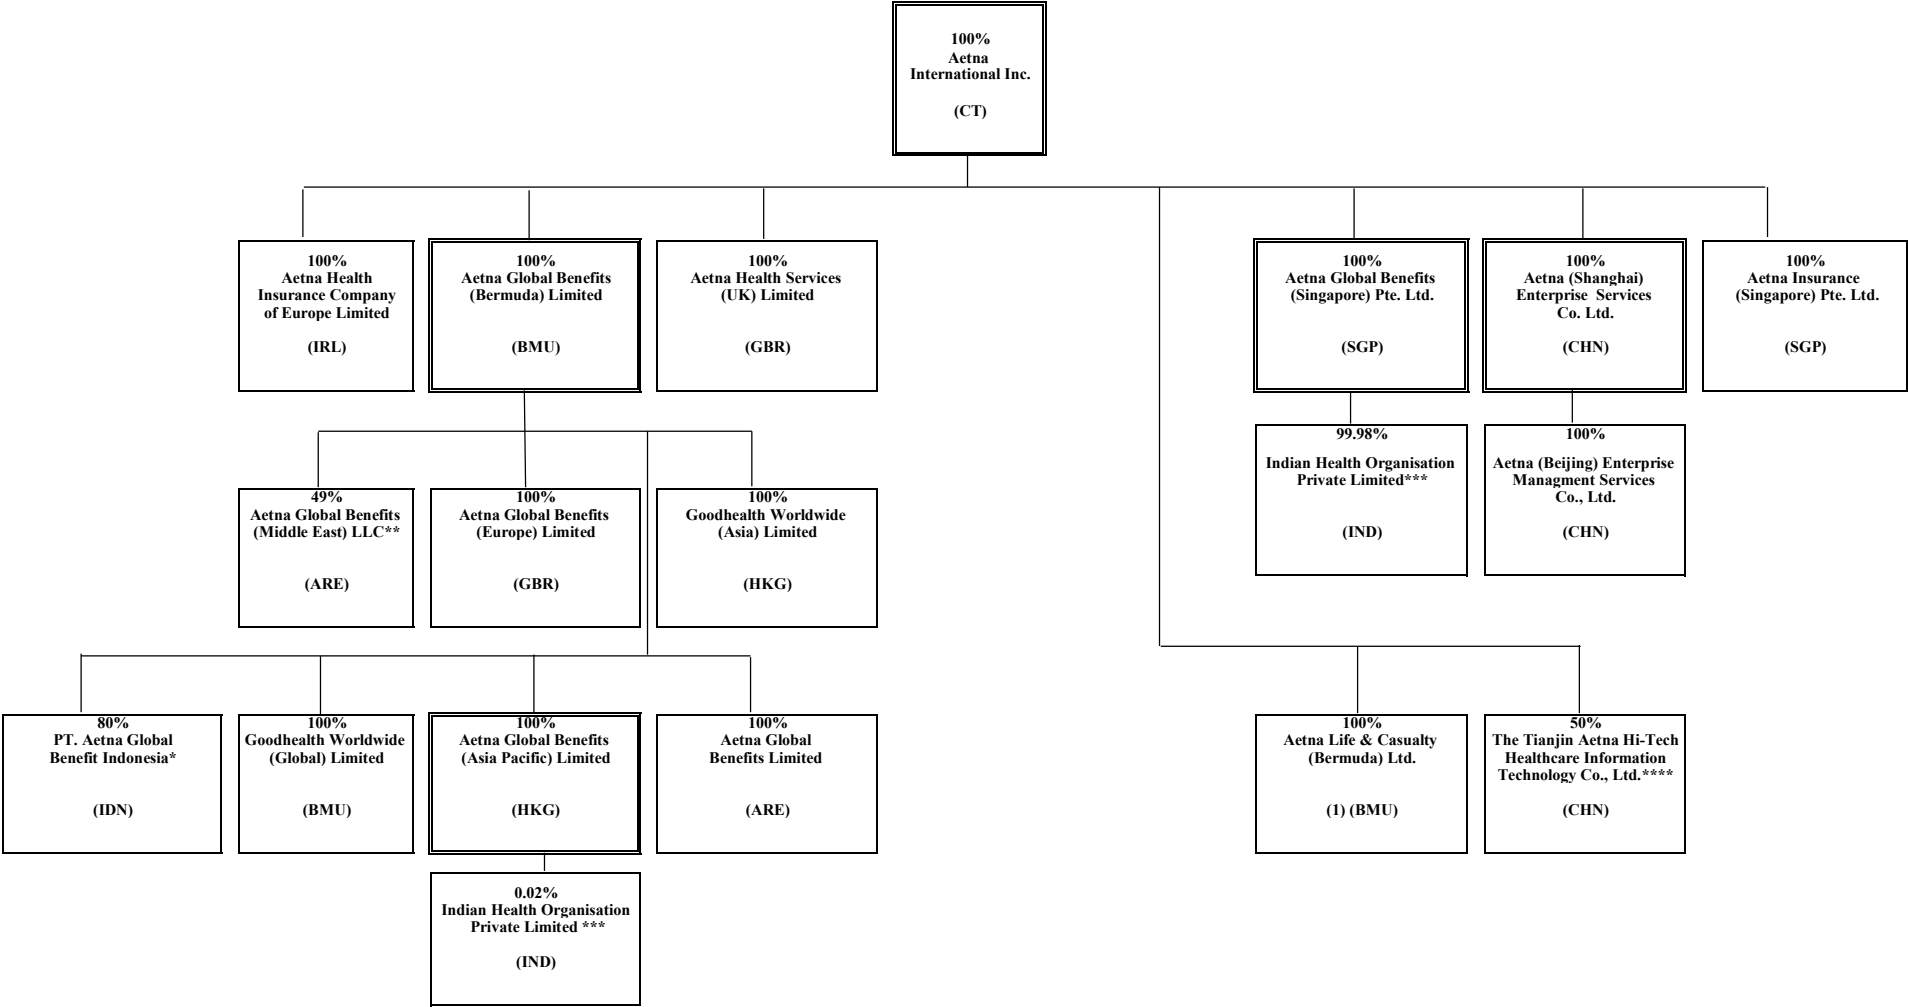 100%
Aetna
International Inc.
(CT)
100%
Aetna Health
Insurance Company
of Europe Limited
(IRL)
100%
Aetna Global Benefits
(Bermuda) Limited
(BMU)
100%
Aetna Health Services
(UK) Limited
(GBR)
100%
Aetna Global Benefits
(Singapore) Pte. Ltd.
(SGP)
100%
Aetna (Shanghai)
Enterprise Services
Co. Ltd.
(CHN)
100%
Aetna Insurance
(Singapore) Pte. Ltd.
(SGP)
99.98%
Indian Health Organisation
Private Limited***
(IND)
100%
Aetna (Beijing) Enterprise
Managment Services
Co., Ltd.
(CHN)
49%
Aetna Global Benefits
(Middle East) LLC**
(ARE)
100%
Aetna Global Benefits
(Europe) Limited
(GBR)
100%
Goodhealth Worldwide
(Asia) Limited
(HKG)
80%
PT. Aetna Global
Benefit Indonesia*
(IDN)
100%
Goodhealth Worldwide
(Global) Limited
(BMU)
100%
Aetna Global Benefits
(Asia Pacific) Limited
(HKG)
100%
Aetna Global
Benefits Limited
(ARE)
100%
Aetna Life & Casualty
(Bermuda) Ltd.
(1) (BMU)
50%
The Tianjin Aetna Hi-Tech
Healthcare Information
Technology Co., Ltd.****
(CHN)
0.02%
Indian Health Organisation
Private Limited ***
(IND)